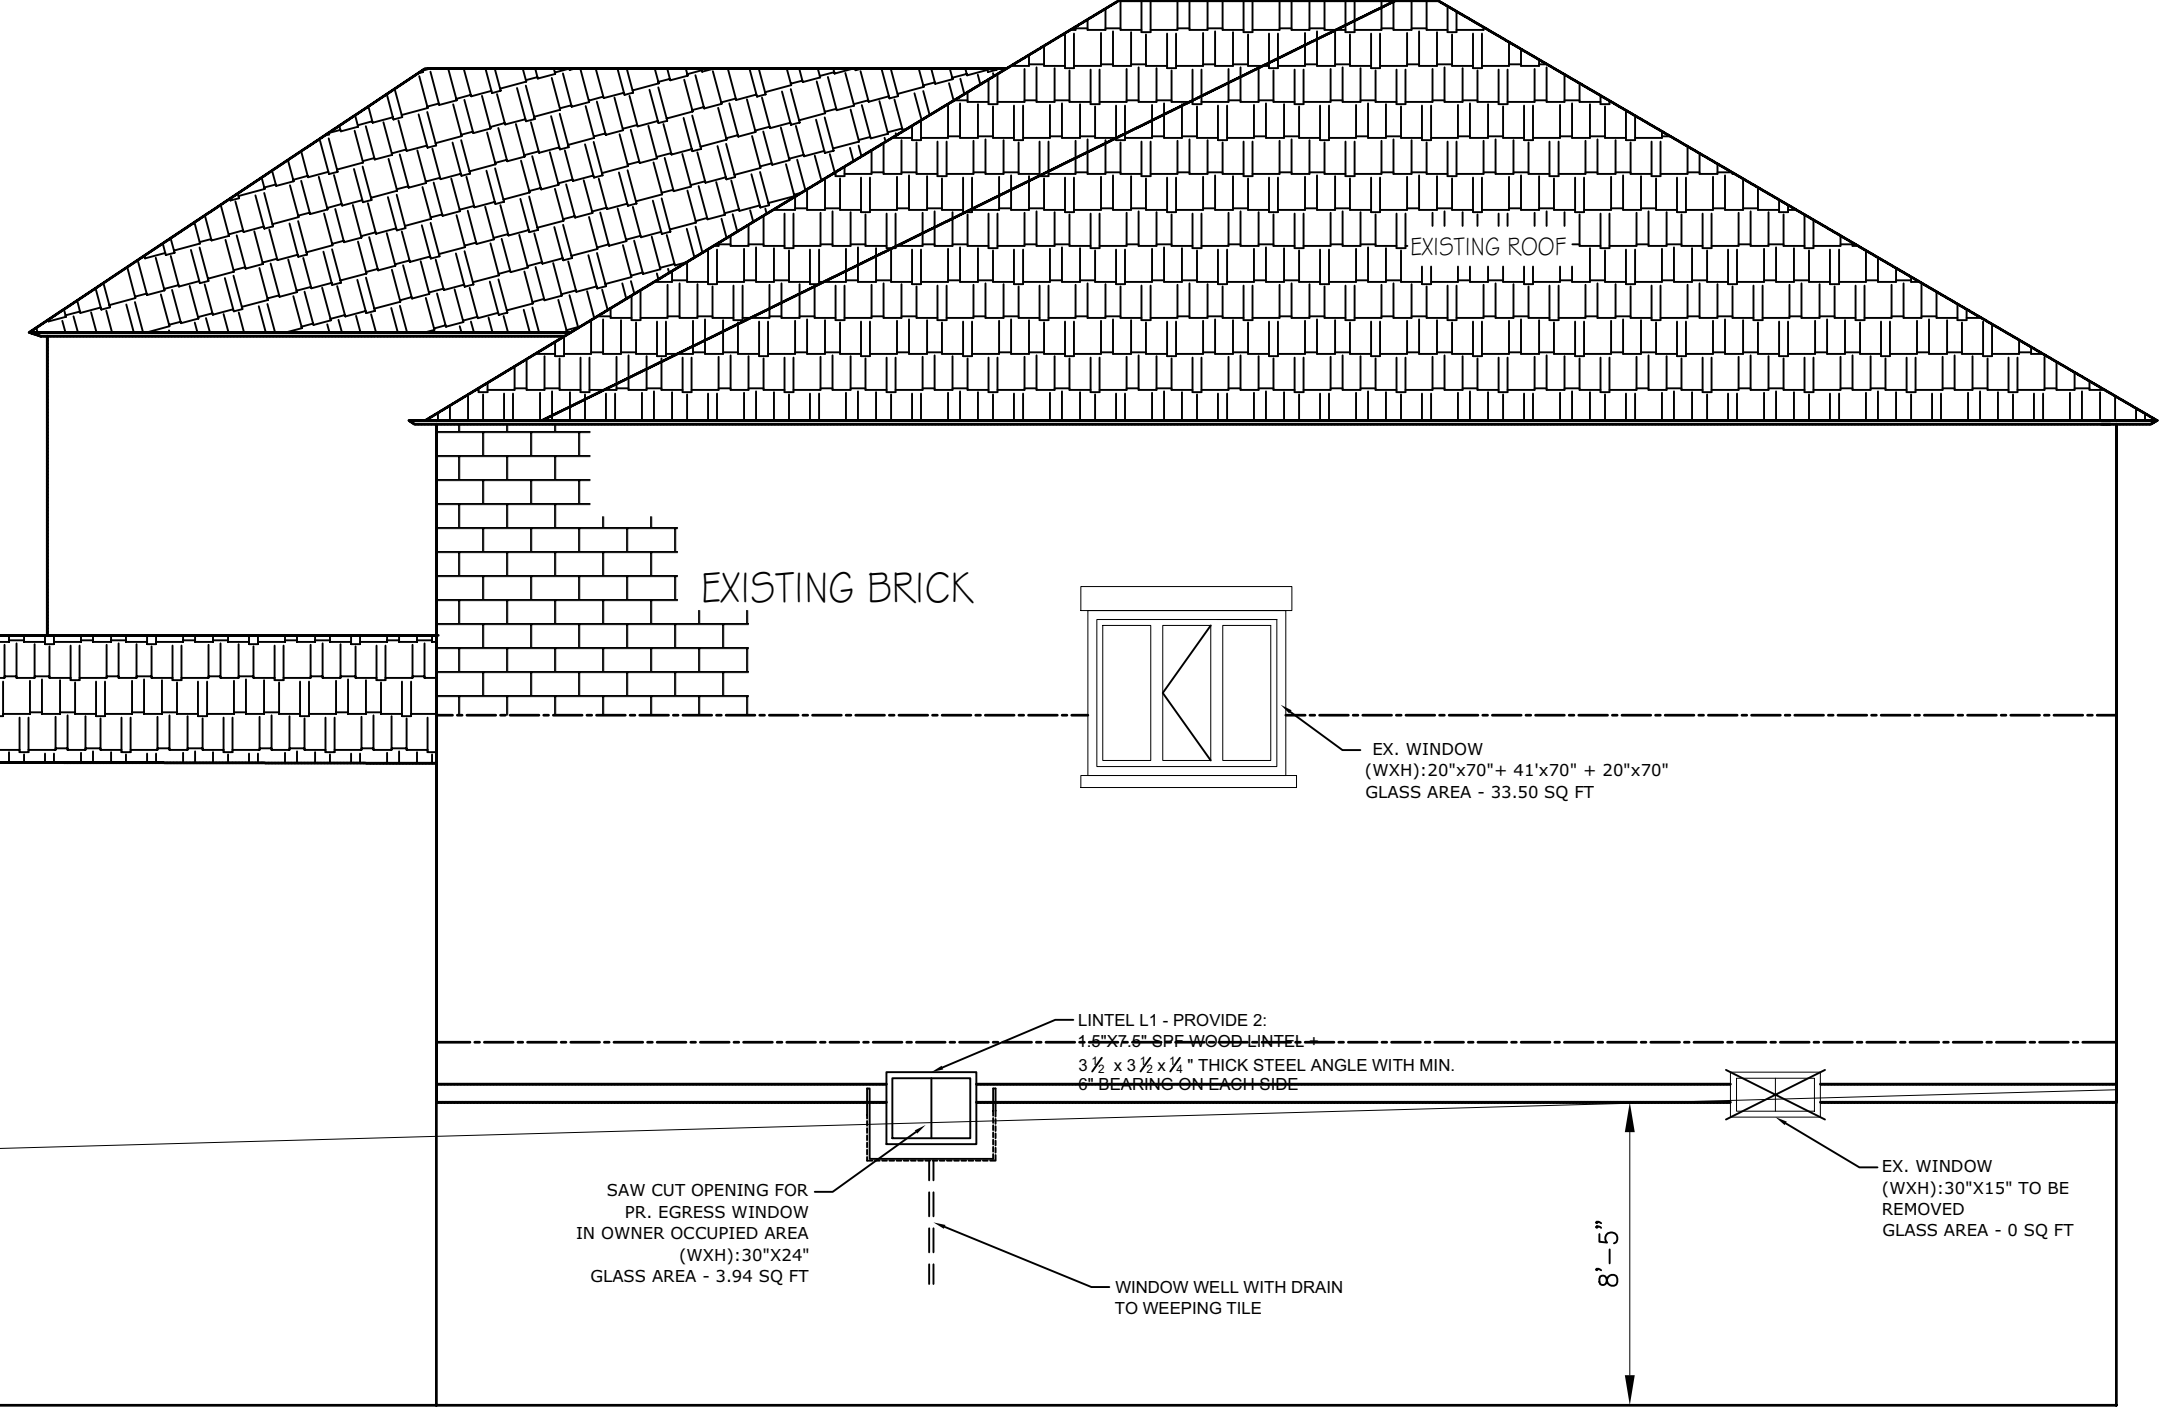 EXISTING ROOF
EXISTING BRICK
EX. WINDOW
(WXH):20"x70"+ 41'x70" + 20"x70"
GLASS AREA - 33.50 SQ FT
LINTEL L1 - PROVIDE 2:
1.5"X7.5" SPF WOOD LINTEL +
3 ½ x 3 ½ x ¼ " THICK STEEL ANGLE WITH MIN.
6" BEARING ON EACH SIDE
SAW CUT OPENING FOR
PR. EGRESS WINDOW
IN OWNER OCCUPIED AREA
(WXH):30"X24"
GLASS AREA - 3.94 SQ FT
WINDOW WELL WITH DRAIN
TO WEEPING TILE
8'-5"
EX. WINDOW
(WXH):30"X15" TO BE
REMOVED
GLASS AREA - 0 SQ FT